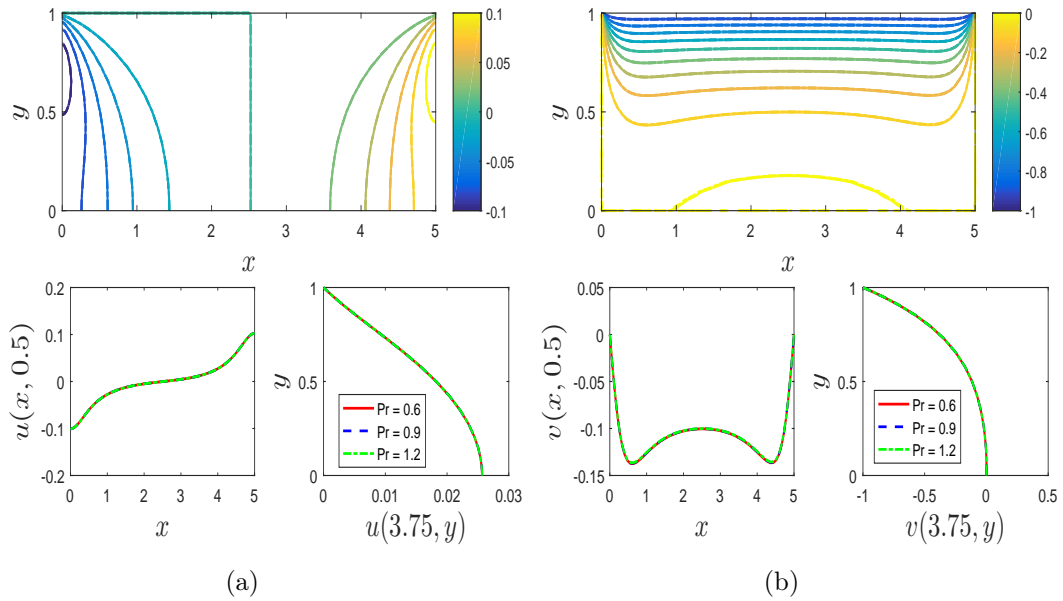 1
0.5
0
y
0 1 2 3 4 5
x
0.1
0.05
0
-0.05
-0.1
1
0.5
0
y
0 1 2 3 4 5
x
0
-0.2
-0.4
-0.6
-0.8
-1
0.2
0.1
0
-0.1
-0.2
u(x, 0.5)
0 1 2 3 4 5
x
1
0.5
0
y
Pr = 0.6
Pr = 0.9
Pr = 1.2
0 0.01 0.02 0.03
u(3.75, y)
0
-0.05
-0.05
-0.1
-0.15
v(x, 0.5)
0 1 2 3 4 5
x
1
0.5
0
y
Pr = 0.6
Pr = 0.9
Pr = 1.2
-1 -0.5 0 0.5
v(3.75, y)
(a)
(b)